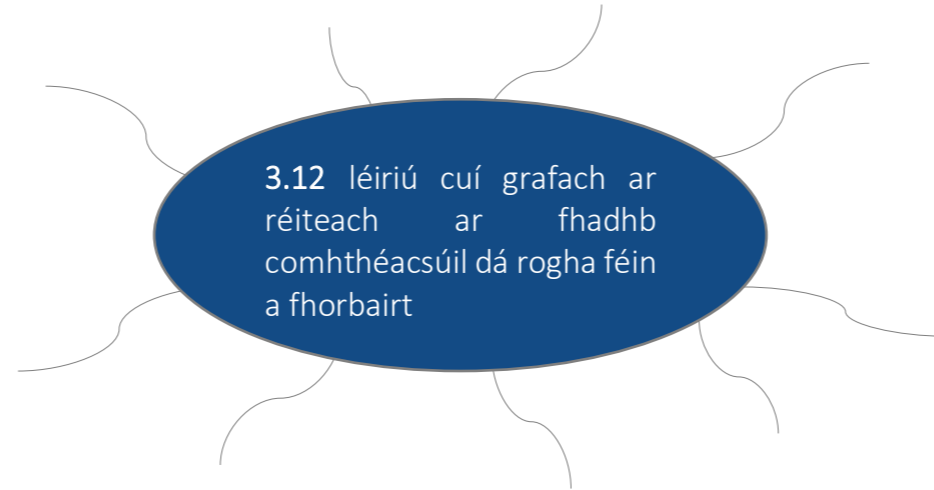 3.12 léiriú cuí grafach ar
réiteach ar fhadhb
comhthéacsúil dá rogha féin
a fhorbairt